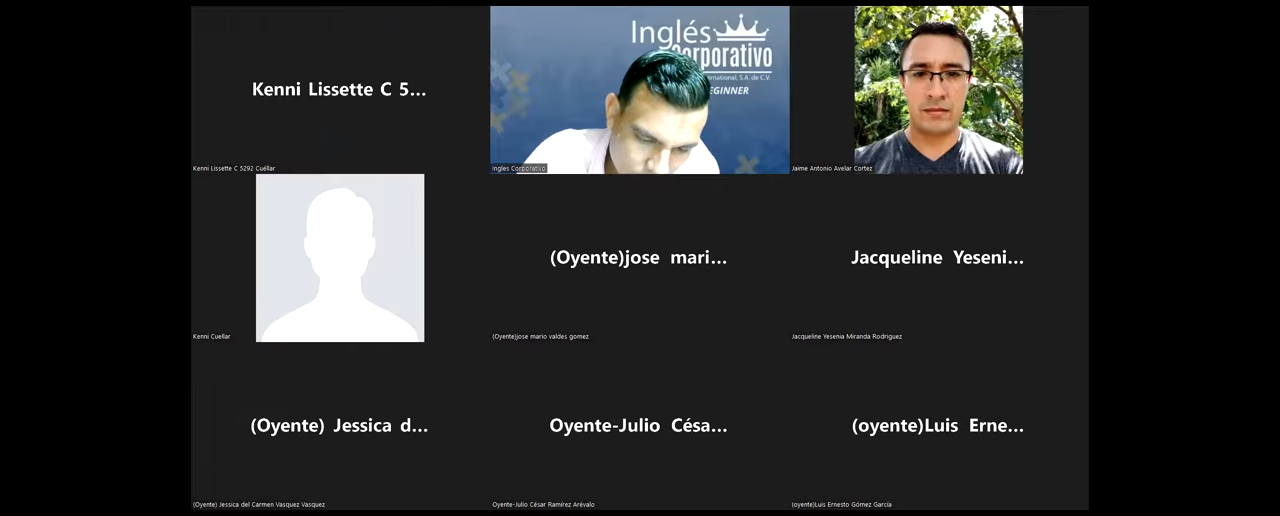 Kenni Lissette C 5...
Kenni Lissette C 5292 Cuéllar
Inglés
Corporativo
International, S.A. de C.V.
BEGINNER
Ingles Corporativo
Jaime Antonio Avelar Cortez
Kenni Cuellar
(Oyente)jose mari...
(Oyente)jose mario valdes gomez
Jacqueline Yeseni...
Jacqueline Yesenia Miranda Rodriguez
(Oyente) Jessica d...
(Oyente) Jessica del Carmen Vasquez Vasquez
Oyente-Julio Césa...
Oyente-Julio César Ramírez Arévalo
(oyente)Luis Erne...
(oyente)Luis Ernesto Gómez García